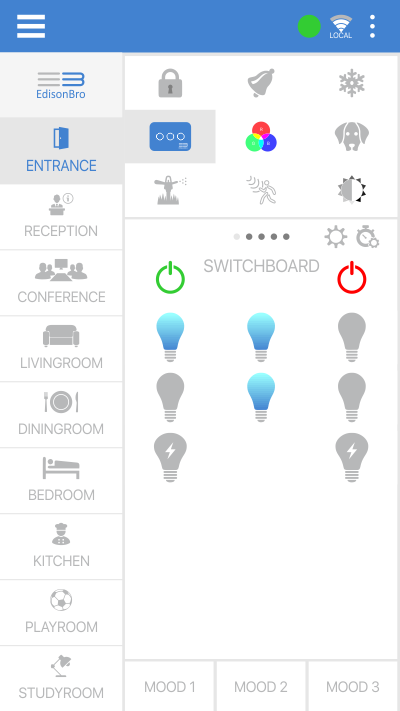 LOCAL
EdisonBro
ENTRANCE
RECEPTION
CONFERENCE
LIVINGROOM
DININGROOM
BEDROOM
KITCHEN
PLAYROOM
STUDYROOM
SWITCHBOARD
MOOD 1
MOOD 2
MOOD 3